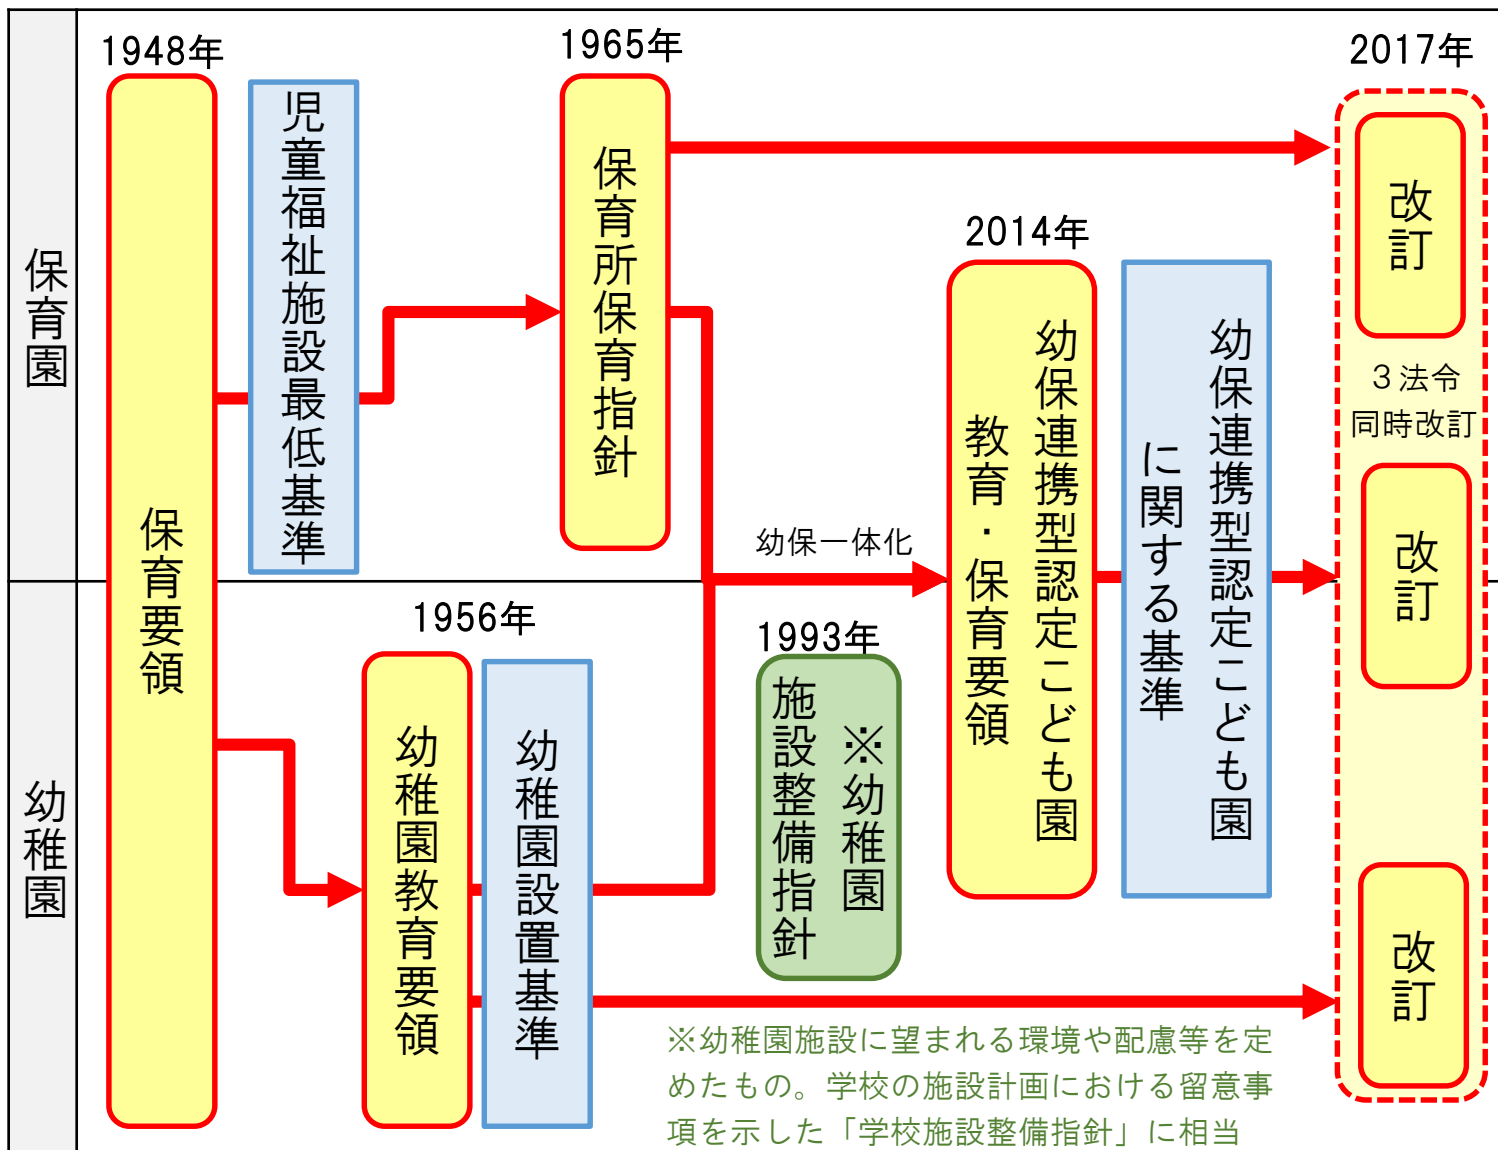 保育園
幼稚園
1948年
保育要領
児童福祉施設最低基準
1965年
保育所保育指針
1956年
幼稚園教育要領
幼稚園設置基準
幼保一体化
1993年
※幼稚園
施設整備指針
2014年
幼保連携型認定こども園
教育・保育要領
幼保連携型認定こども園
に関する基準
2017年
改訂
３法令
同時改訂
改訂
改訂
※幼稚園施設に望まれる環境や配慮等を定
めたもの。学校の施設計画における留意事
項を示した「学校施設整備指針」に相当